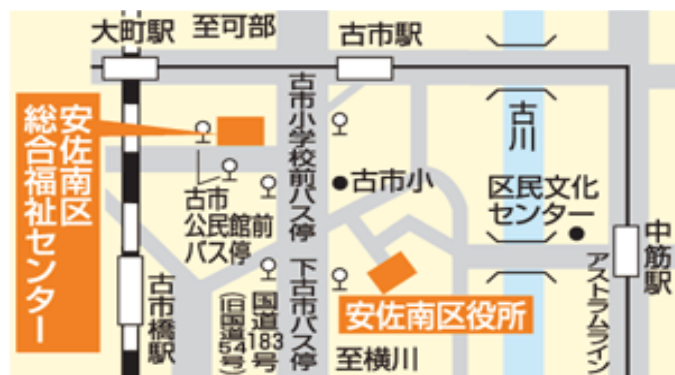 大町駅
至可部
古市駅
安佐南区
総合福祉センター
古市小学校前バス停
古川
古市小
古市
公民館前
バス停
区民文化
センター
中筋駅
アストラムライン
古市橋駅
国道183号
(旧国道54号)
下古市バス停
安佐南区役所
至横川